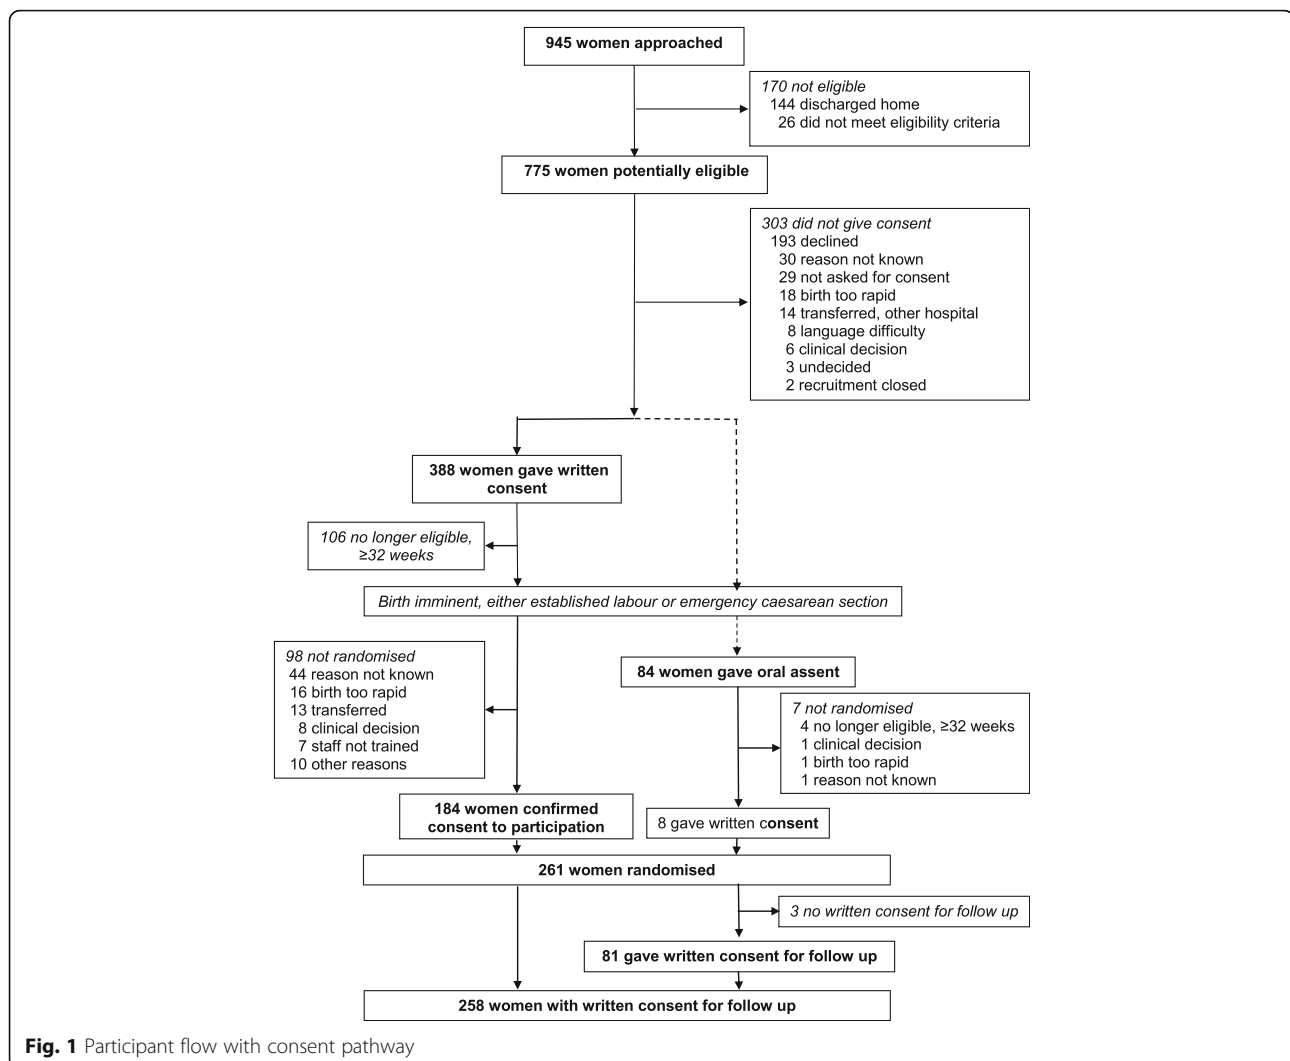 945 women approached
170 not eligible
144 discharged home
26 did not meet eligibility criteria
775 women potentially eligible
303 did not give consent
193 declined
30 reason not known
29 not asked for consent
18 birth too rapid
14 transferred, other hospital
8 language difficulty
6 clinical decision
3 undecided
2 recruitment closed
388 women gave written
consent
106 no longer eligible,
≥32 weeks
Birth imminent, either established labour or emergency caesarean section
98 not randomised
44 reason not known
16 birth too rapid
13 transferred
8 clinical decision
7 staff not trained
10 other reasons
84 women gave oral assent
7 not randomised
4 no longer eligible, ≥32 weeks
1 clinical decision
1 birth too rapid
1 reason not known
184 women confirmed
consent to participation
8 gave written consent
261 women randomised
3 no written consent for follow up
81 gave written consent for follow up
258 women with written consent for follow up
Fig. 1 Participant flow with consent pathway